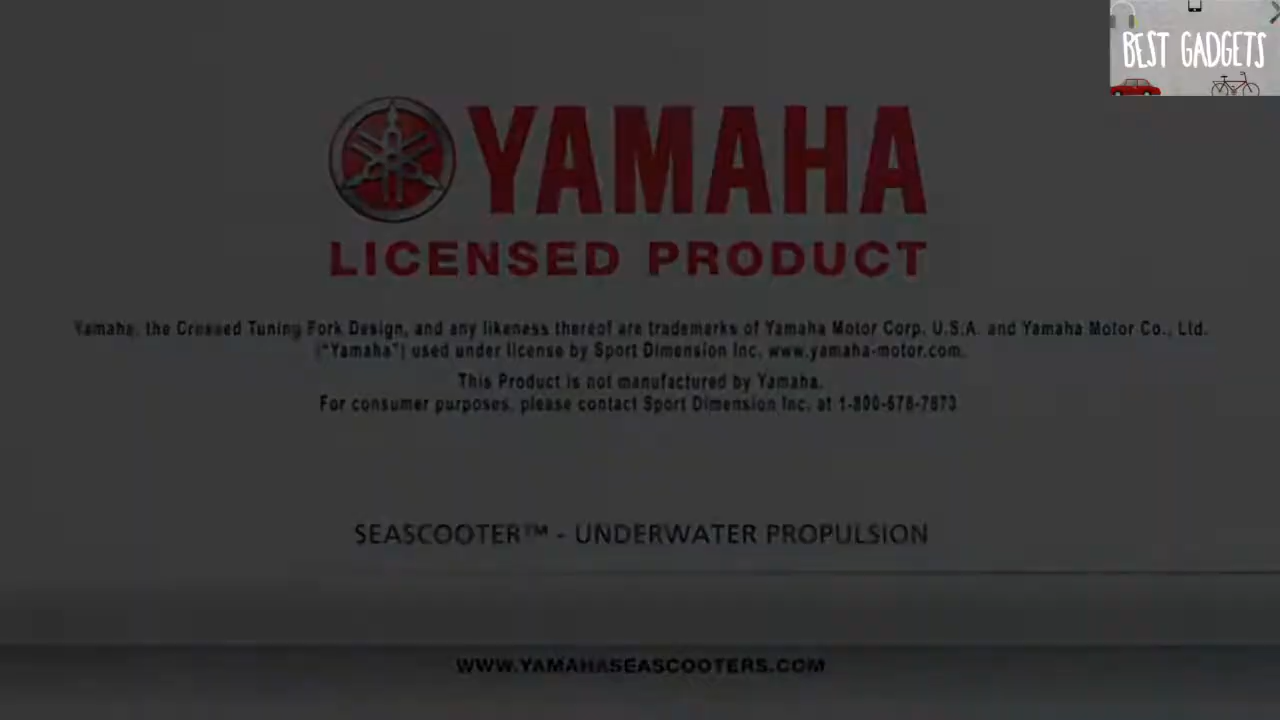 BEST GADGETS
YAMAHA
LICENSED PRODUCT
Yamaha, the Crossed Tuning Fork Design, and any likeness thereof are trademarks of Yamaha Motor Corp. U.S.A. and Yamaha Motor Co., Ltd.
("Yamaha") used under license by Sport Dimension Inc. www.yamaha-motor.com.
This Product is not manufactured by Yamaha.
For consumer purposes, please contact Sport Dimension Inc. at 1-800-678-7873
SEASCOOTER™ - UNDERWATER PROPULSION
WWW.YAMAHASEASCOOTERS.COM